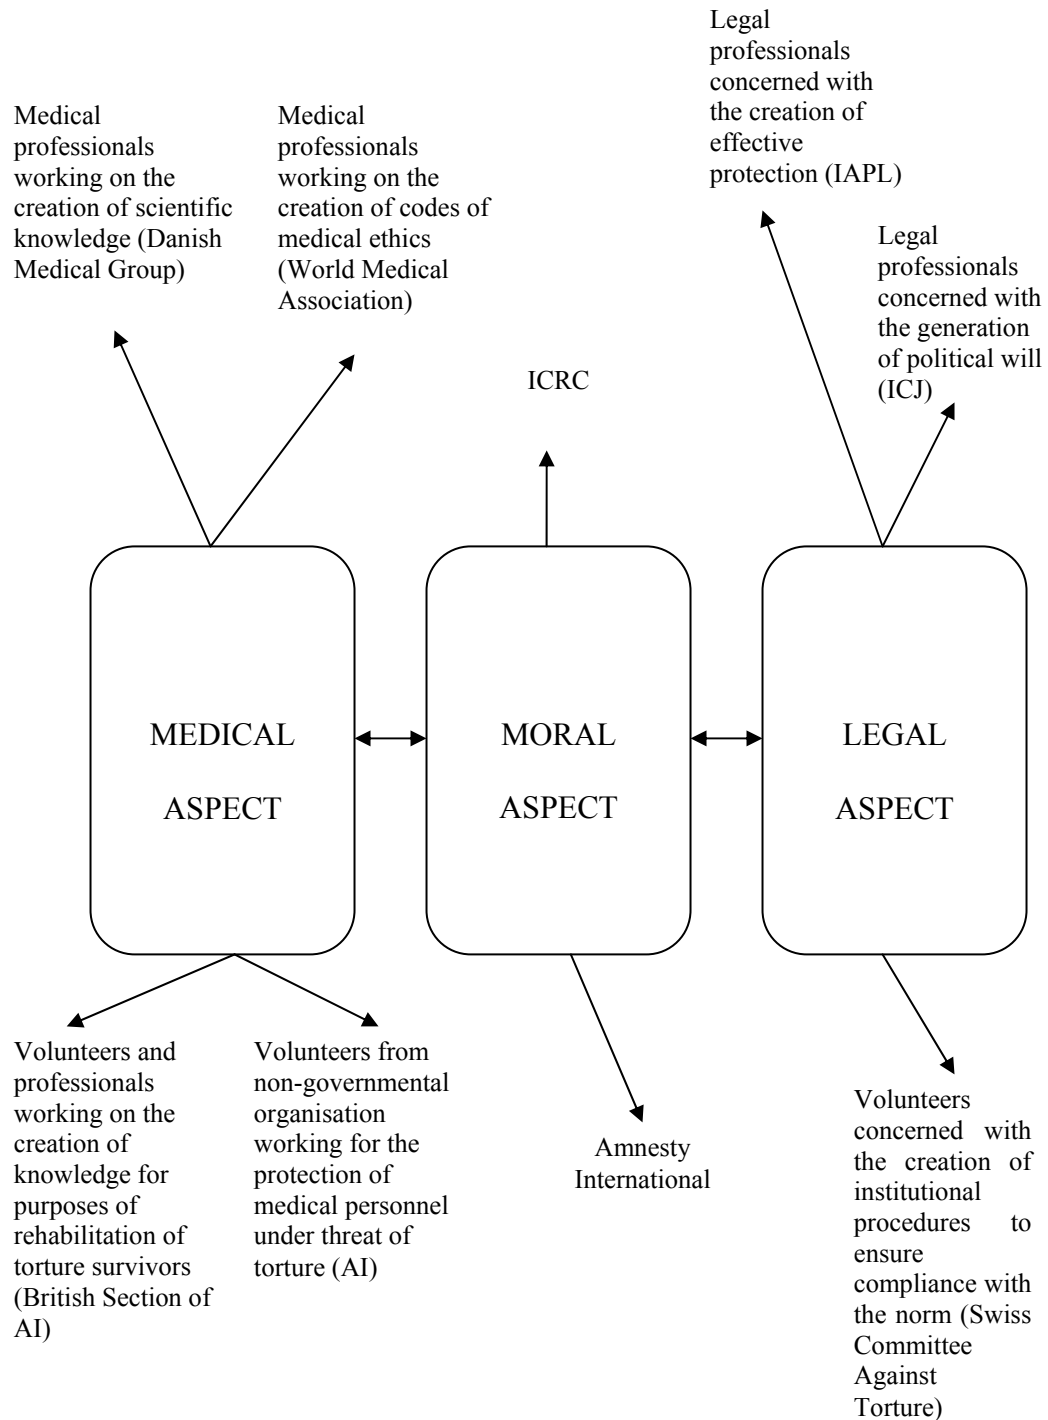 Legal
professionals
concerned with
the creation of
effective
protection (IAPL)
Medical
professionals
working on the
creation of scientific
knowledge (Danish
Medical Group)
Medical
professionals
working on the
creation of codes of
medical ethics
(World Medical
Association)
Legal
professionals
concerned with
the generation
of political will
(ICJ)
ICRC
MEDICAL
ASPECT
MORAL
ASPECT
LEGAL
ASPECT
Volunteers and
professionals
working on the
creation of
knowledge for
purposes of
rehabilitation of
torture survivors
(British Section of
AI)
Volunteers from
non-governmental
organisation
working for the
protection of
medical personnel
under threat of
torture (AI)
Amnesty
International
Volunteers
concerned with
the creation of
institutional
procedures to
ensure
compliance with
the norm (Swiss
Committee
Against
Torture)